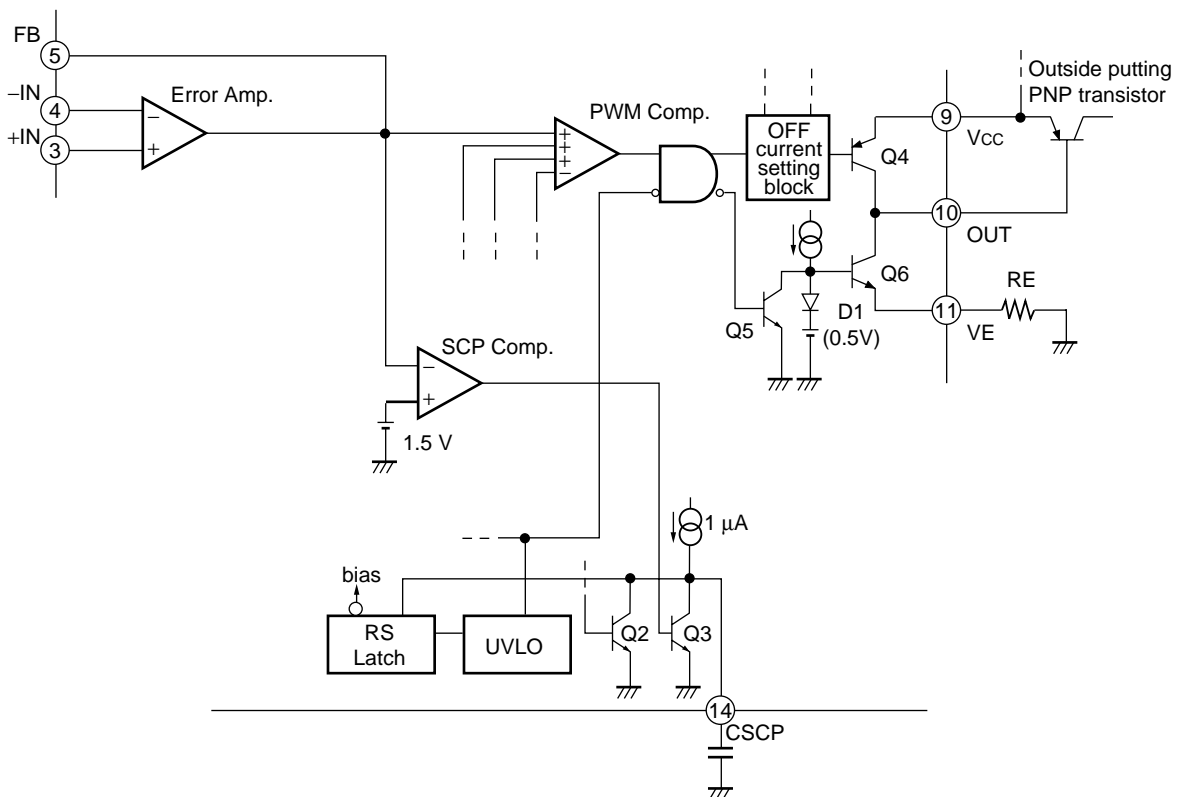 FB
5
−IN
4
+IN
3
Error Amp.
−
+
PWM Comp.
+
+
+
−
OFF
current
setting
block
Q4
9
VCC
Outside putting
PNP transistor
10
OUT
Q6
11
VE
RE
Q5
D1
(0.5V)
SCP Comp.
−
+
1.5 V
1 μA
bias
RS
Latch
UVLO
Q2
Q3
14
CSCP